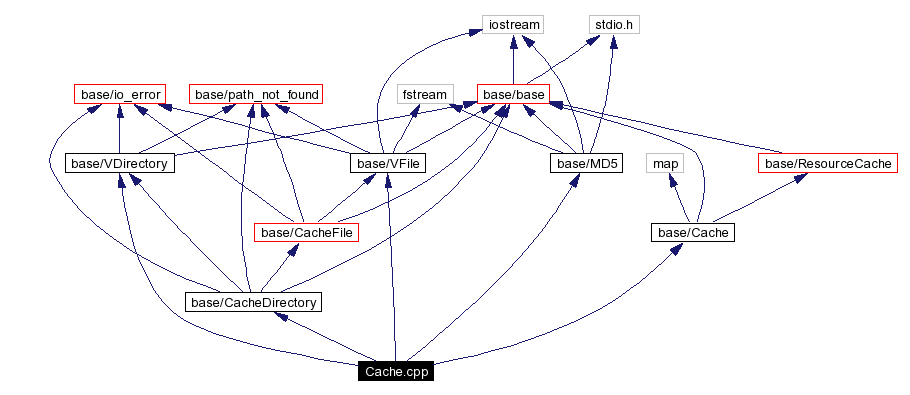 iostream
stdio.h
base/io_error
base/path_not_found
fstream
base/base
base/VDirectory
base/VFile
base/MD5
map
base/ResourceCache
base/CacheFile
base/Cache
base/CacheDirectory
Cache.cpp